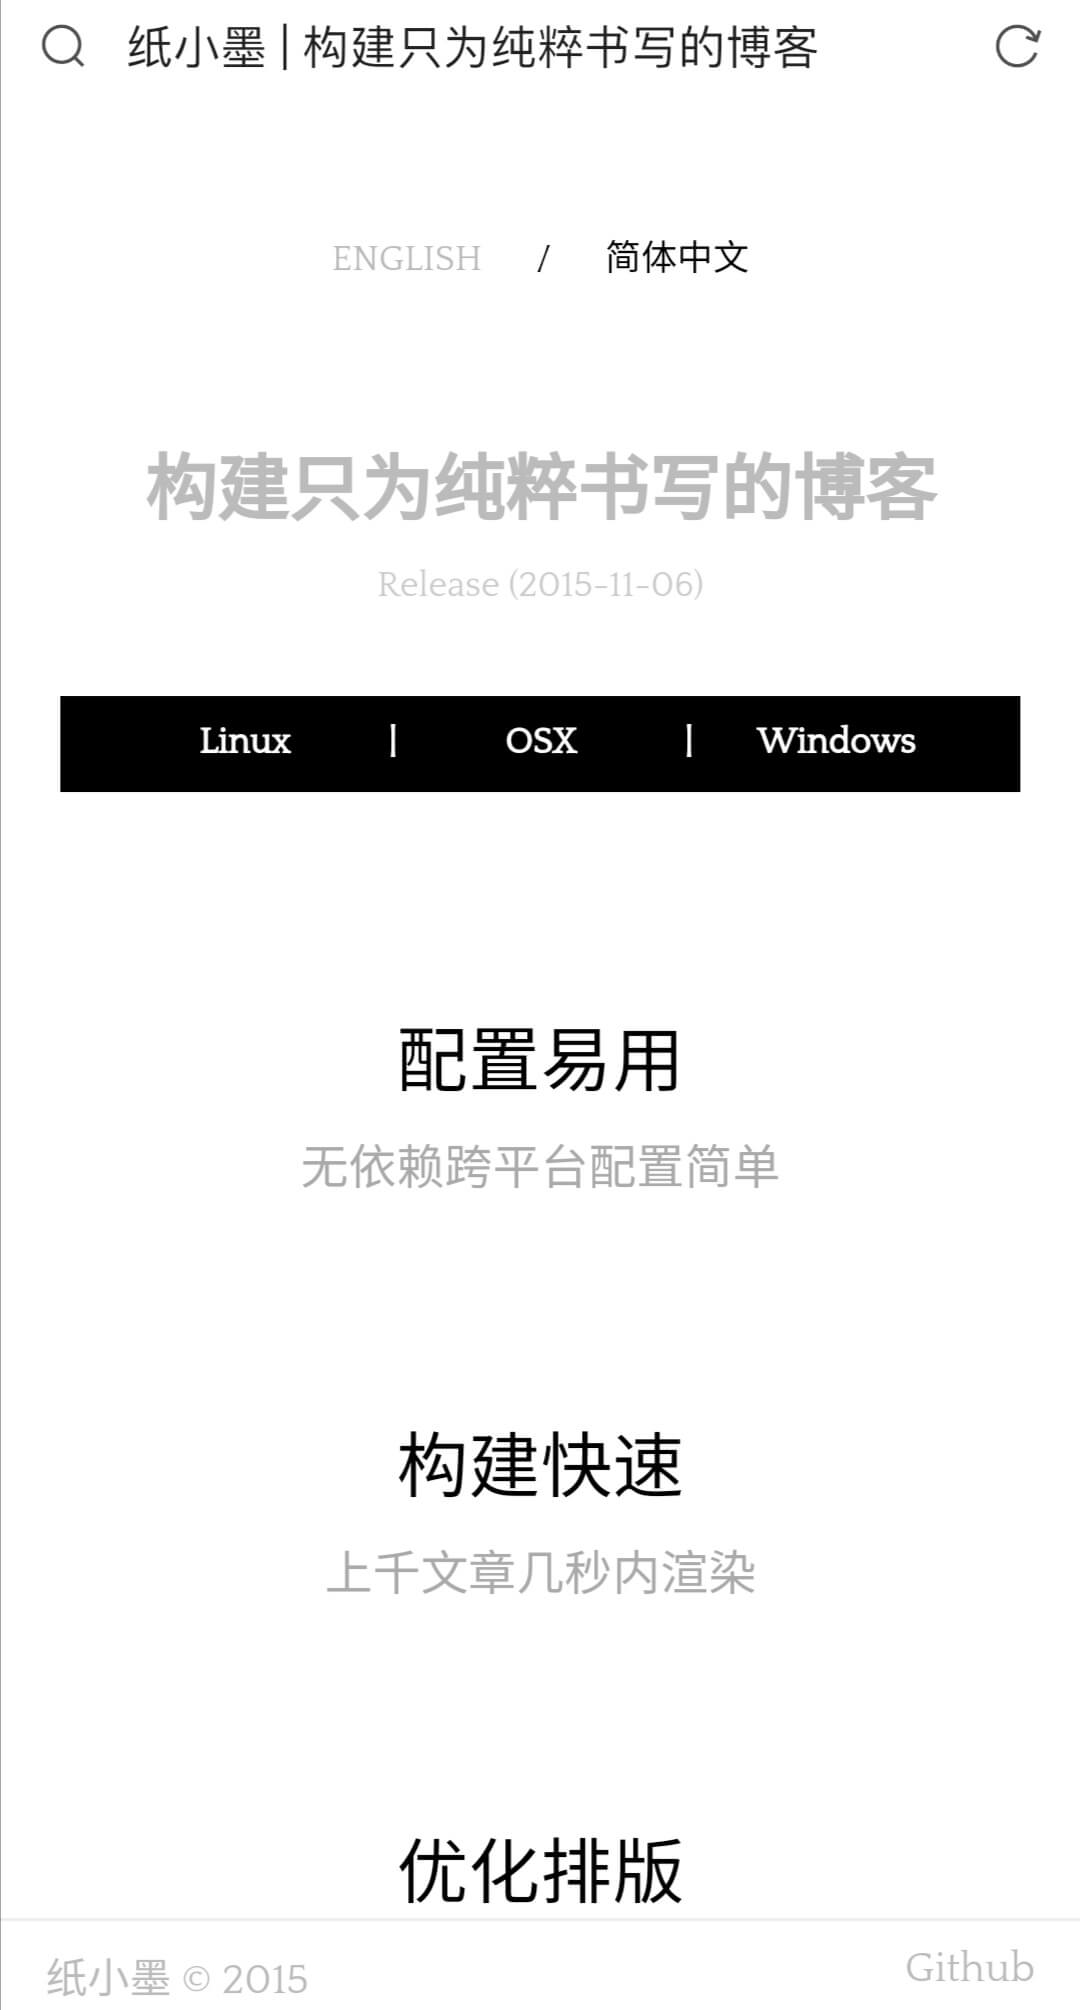 纸小墨 | 构建只为纯粹书写的博客
ENGLISH / 简体中文
构建只为纯粹书写的博客
Release (2015-11-06)
Linux | OSX | Windows
配置易用
无依赖跨平台配置简单
构建快速
上千文章几秒内渲染
优化排版
纸小墨 © 2015 Github